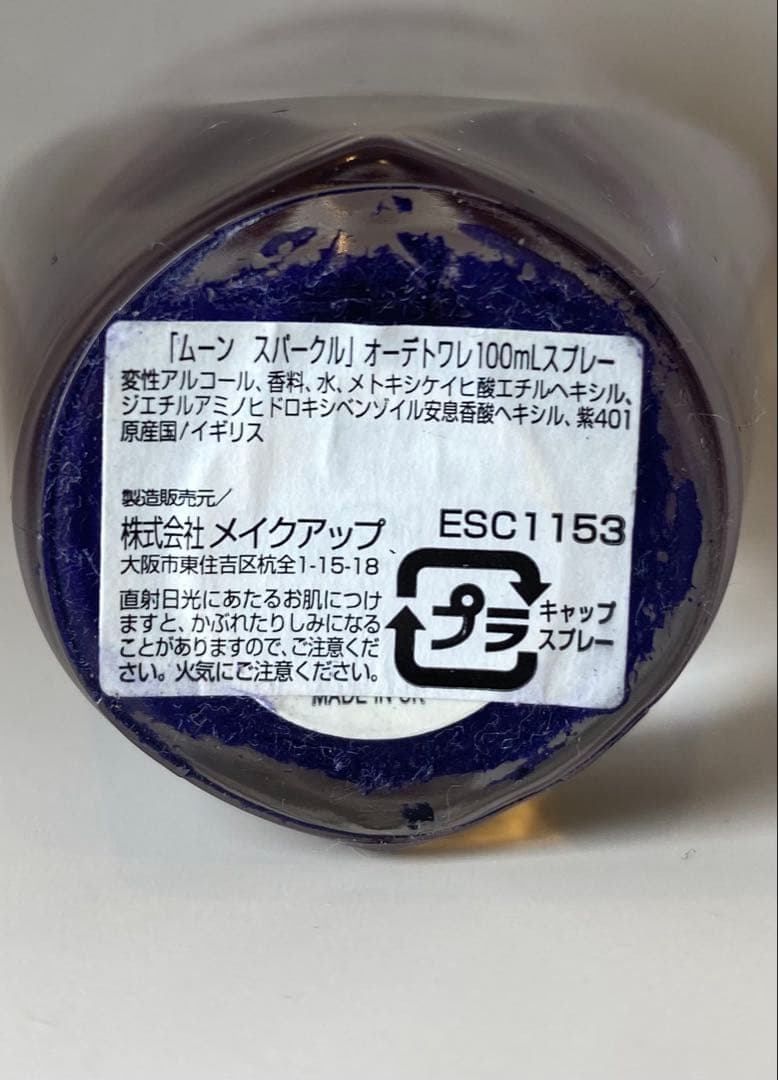 「ムーン スパークル」オーデトワレ100mLスプレー
変性アルコール、香料、水、メトキシケイヒ酸エチルヘキシル、
ジエチルアミノヒドロキシベンゾイル安息香酸ヘキシル、紫401
原産国/イギリス
製造販売元/
株式会社 メイクアップ
ESC1153
大阪市東住吉区杭全1-15-18
直射日光にあたるお肌につけ
ますと、かぶれたりしみになる
ことがありますので、ご注意くだ
さい。火気にご注意ください。
プラ
キャップ
スプレー
MADE IN UK